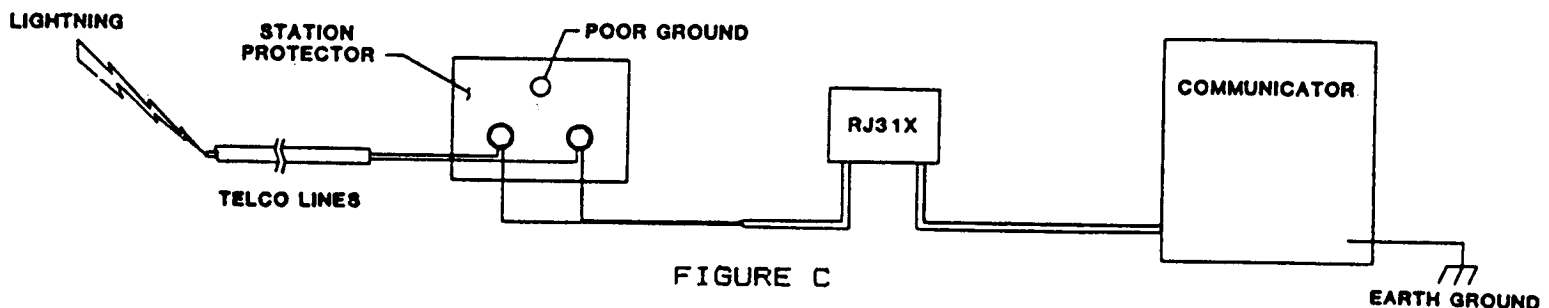 LIGHTNING
STATION
PROTECTOR
POOR GROUND
TELCO LINES
RJ31X
COMMUNICATOR
EARTH GROUND
FIGURE C